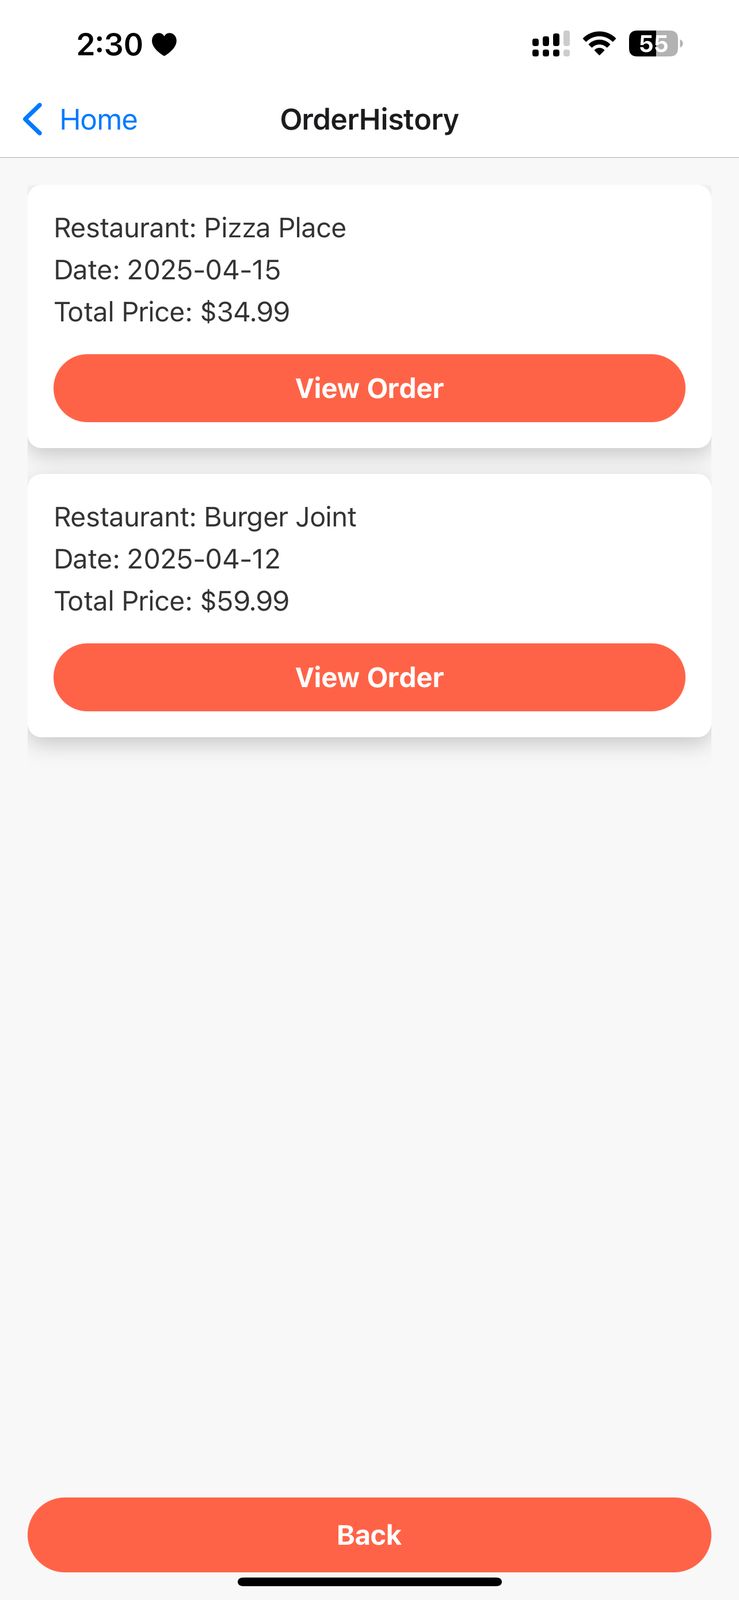 2:30
55
Home
OrderHistory
Restaurant: Pizza Place
Date: 2025-04-15
Total Price: $34.99
View Order
Restaurant: Burger Joint
Date: 2025-04-12
Total Price: $59.99
View Order
Back